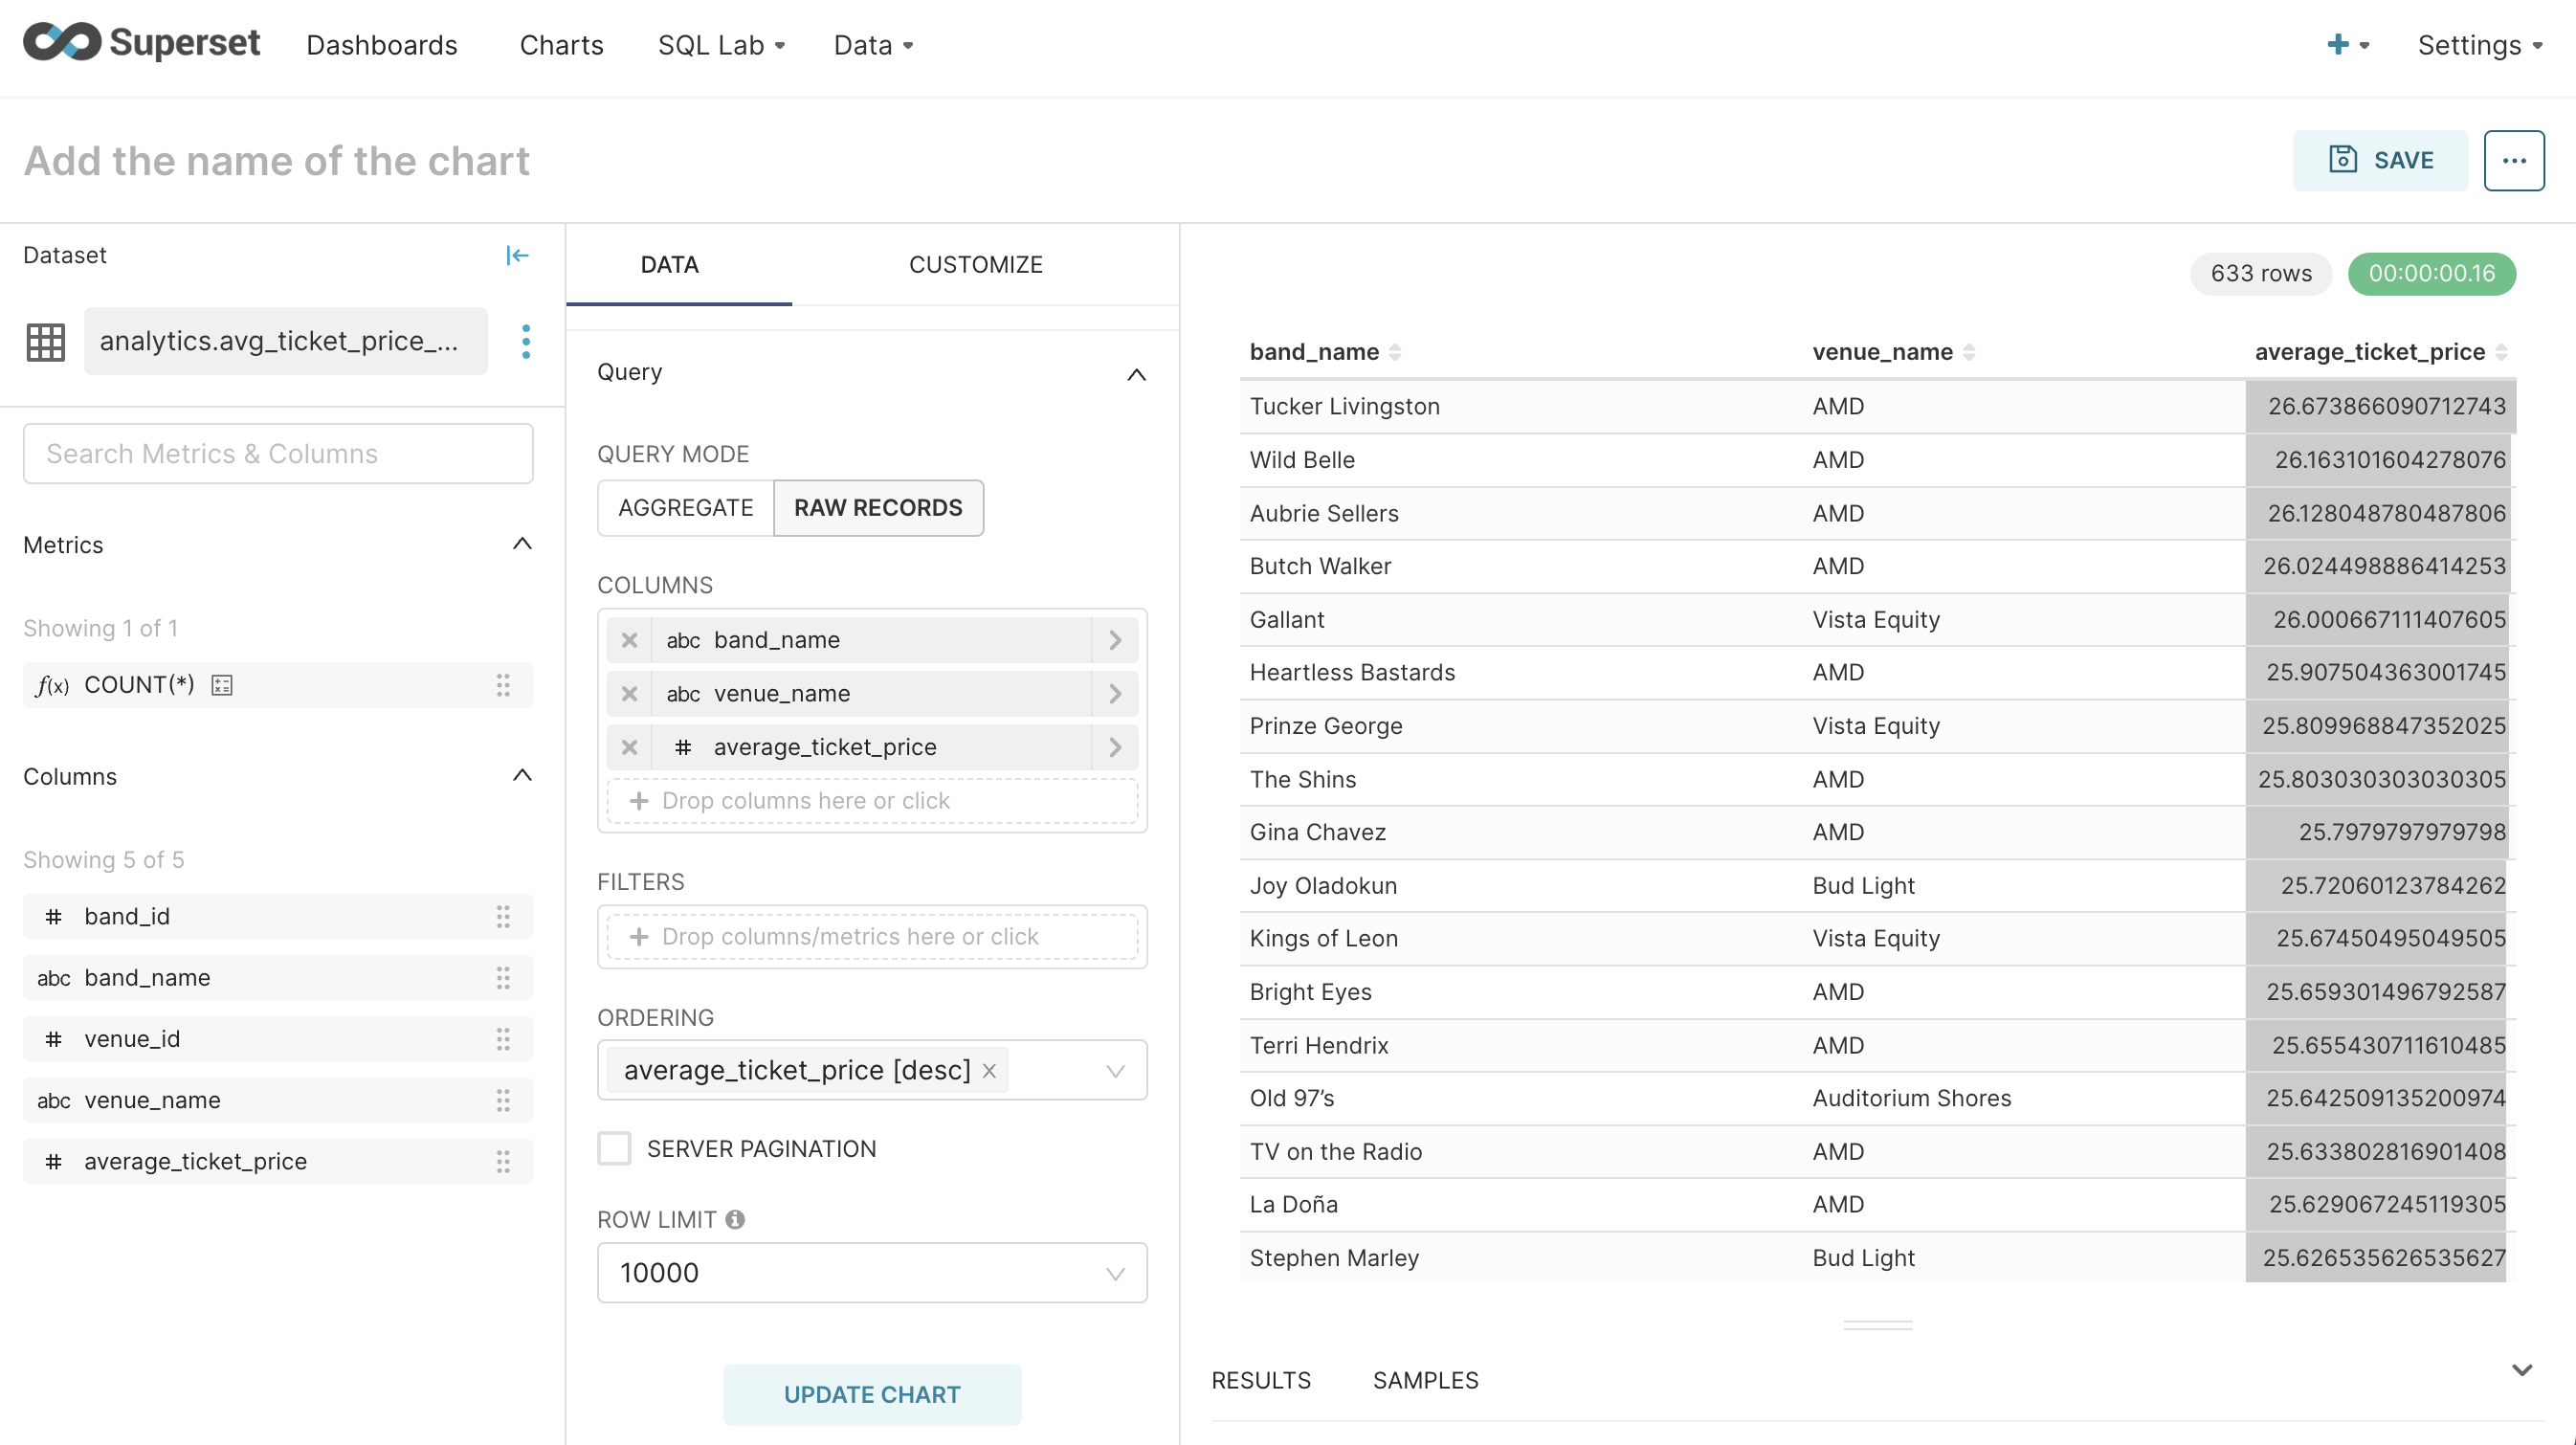 Superset Dashboards Charts SQL Lab Data Settings
Add the name of the chart SAVE
Dataset
analytics.avg_ticket_price_...
Search Metrics & Columns
Metrics
Showing 1 of 1
f(x) COUNT(*)
Columns
Showing 5 of 5
# band_id
abc band_name
# venue_id
abc venue_name
# average_ticket_price
DATA CUSTOMIZE
Query
QUERY MODE
AGGREGATE RAW RECORDS
COLUMNS
abc band_name
abc venue_name
# average_ticket_price
Drop columns here or click
FILTERS
Drop columns/metrics here or click
ORDERING
average_ticket_price [desc]
SERVER PAGINATION
ROW LIMIT
10000
UPDATE CHART
633 rows 00:00:00.16
band_name venue_name average_ticket_price
Tucker Livingston AMD 26.673866090712743
Wild Belle AMD 26.163101604278076
Aubrie Sellers AMD 26.128048780487806
Butch Walker AMD 26.024498886414253
Gallant Vista Equity 26.000667111407605
Heartless Bastards AMD 25.907504363001745
Prinze George Vista Equity 25.809968847352025
The Shins AMD 25.803030303030305
Gina Chavez AMD 25.7979797979798
Joy Oladokun Bud Light 25.72060123784262
Kings of Leon Vista Equity 25.67450495049505
Bright Eyes AMD 25.659301496792587
Terri Hendrix AMD 25.655430711610485
Old 97’s Auditorium Shores 25.642509135200974
TV on the Radio AMD 25.633802816901408
La Doña AMD 25.629067245119305
Stephen Marley Bud Light 25.626535626535627
RESULTS SAMPLES